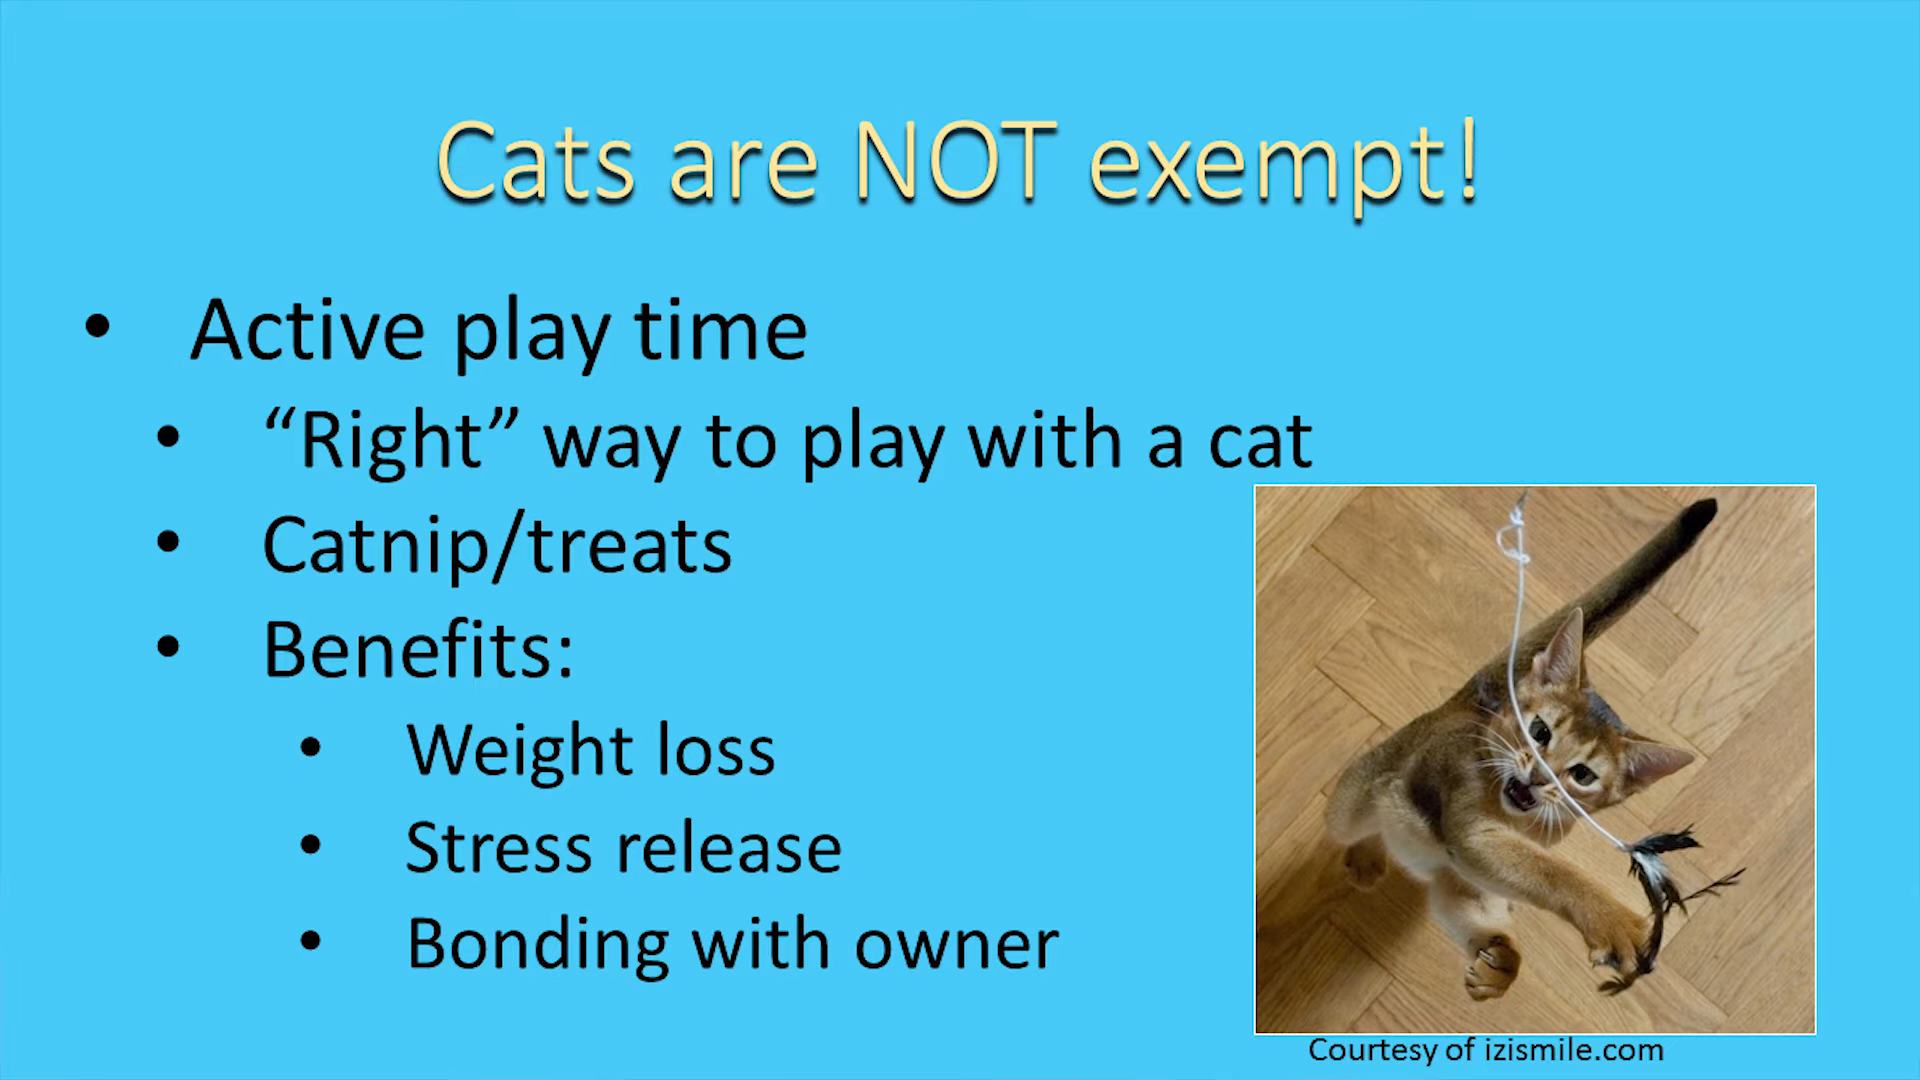 Cats are NOT exempt!
• Active play time
• “Right” way to play with a cat
• Catnip/treats
• Benefits:
• Weight loss
• Stress release
• Bonding with owner
Courtesy of izismile.com